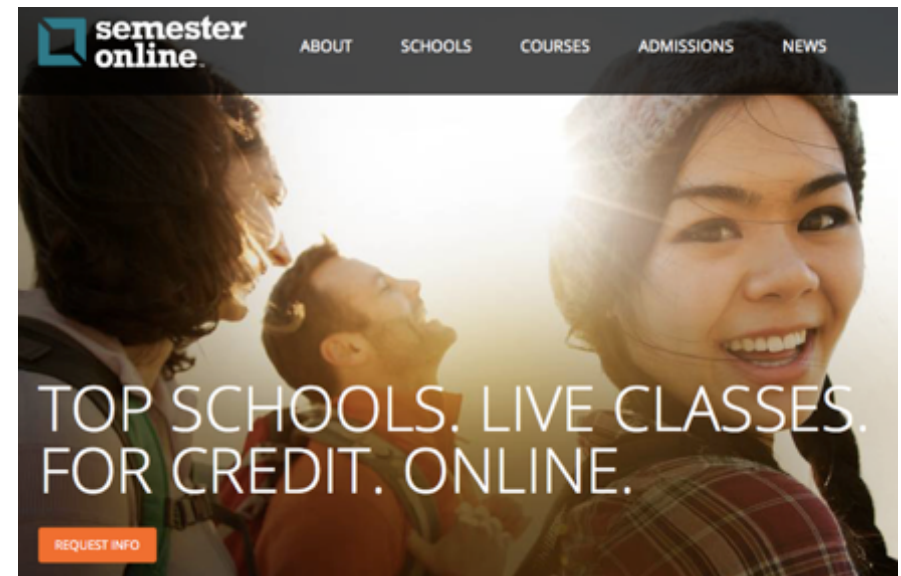 semester
online
ABOUT SCHOOLS COURSES ADMISSIONS NEWS
TOP SCHOOLS. LIVE CLASSES.
FOR CREDIT. ONLINE.
REQUEST INFO